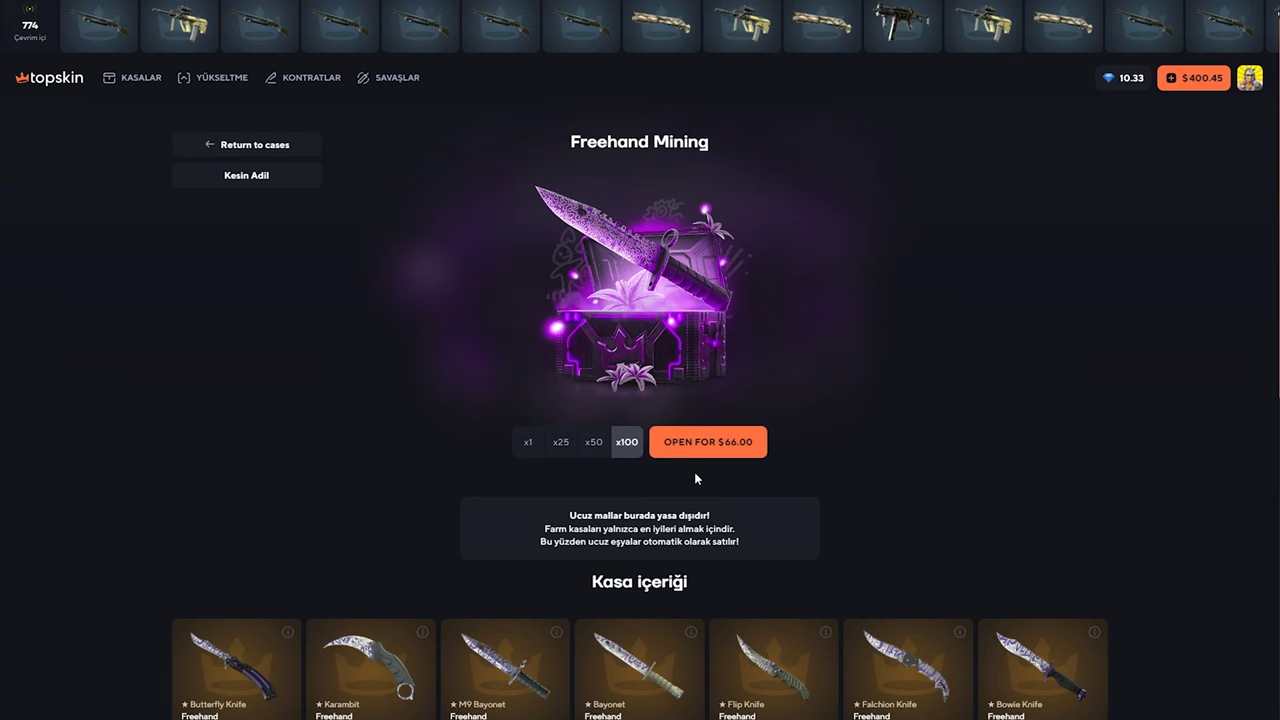 774
Çevrim içi
topskin
KASALAR
YÜKSELTME
KONTRATLAR
SAVAŞLAR
10.33
$400.45
← Return to cases
Kesin Adil
Freehand Mining
x1
x25
x50
x100
OPEN FOR $66.00
Ucuz mallar burada yasa dışıdır!
Farm kasaları yalnızca en iyileri almak içindir.
Bu yüzden ucuz eşyalar otomatik olarak satılır!
Kasa içeriği
★ Butterfly Knife
Freehand
★ Karambit
Freehand
★ M9 Bayonet
Freehand
★ Bayonet
Freehand
★ Flip Knife
Freehand
★ Falchion Knife
Freehand
★ Bowie Knife
Freehand